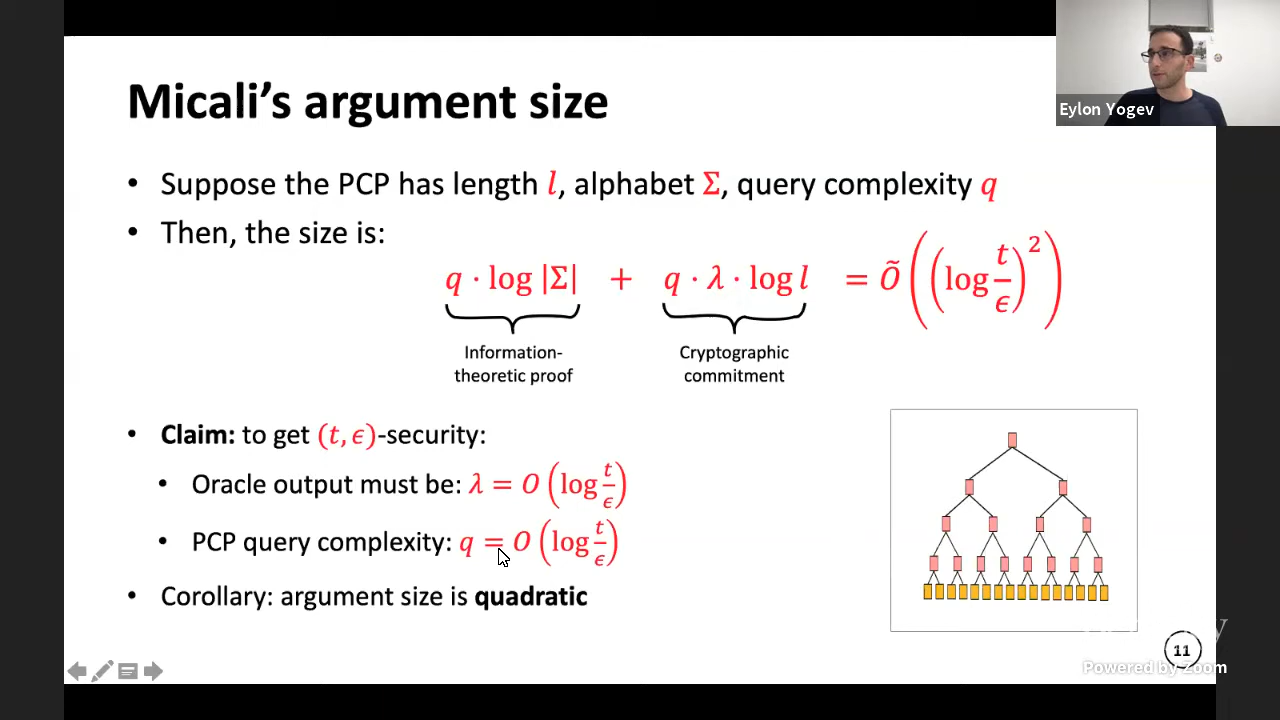 Micali's argument size
Eylon Yogev
• Suppose the PCP has length l, alphabet Σ, query complexity q
• Then, the size is:
q · log |Σ| + q · λ · log l = Õ((log t/ϵ)²)
Information-theoretic proof
Cryptographic commitment
• Claim: to get (t, ϵ)-security:
• Oracle output must be: λ = O(log t/ϵ)
• PCP query complexity: q = O(log t/ϵ)
• Corollary: argument size is quadratic
11
Powered by Zoom